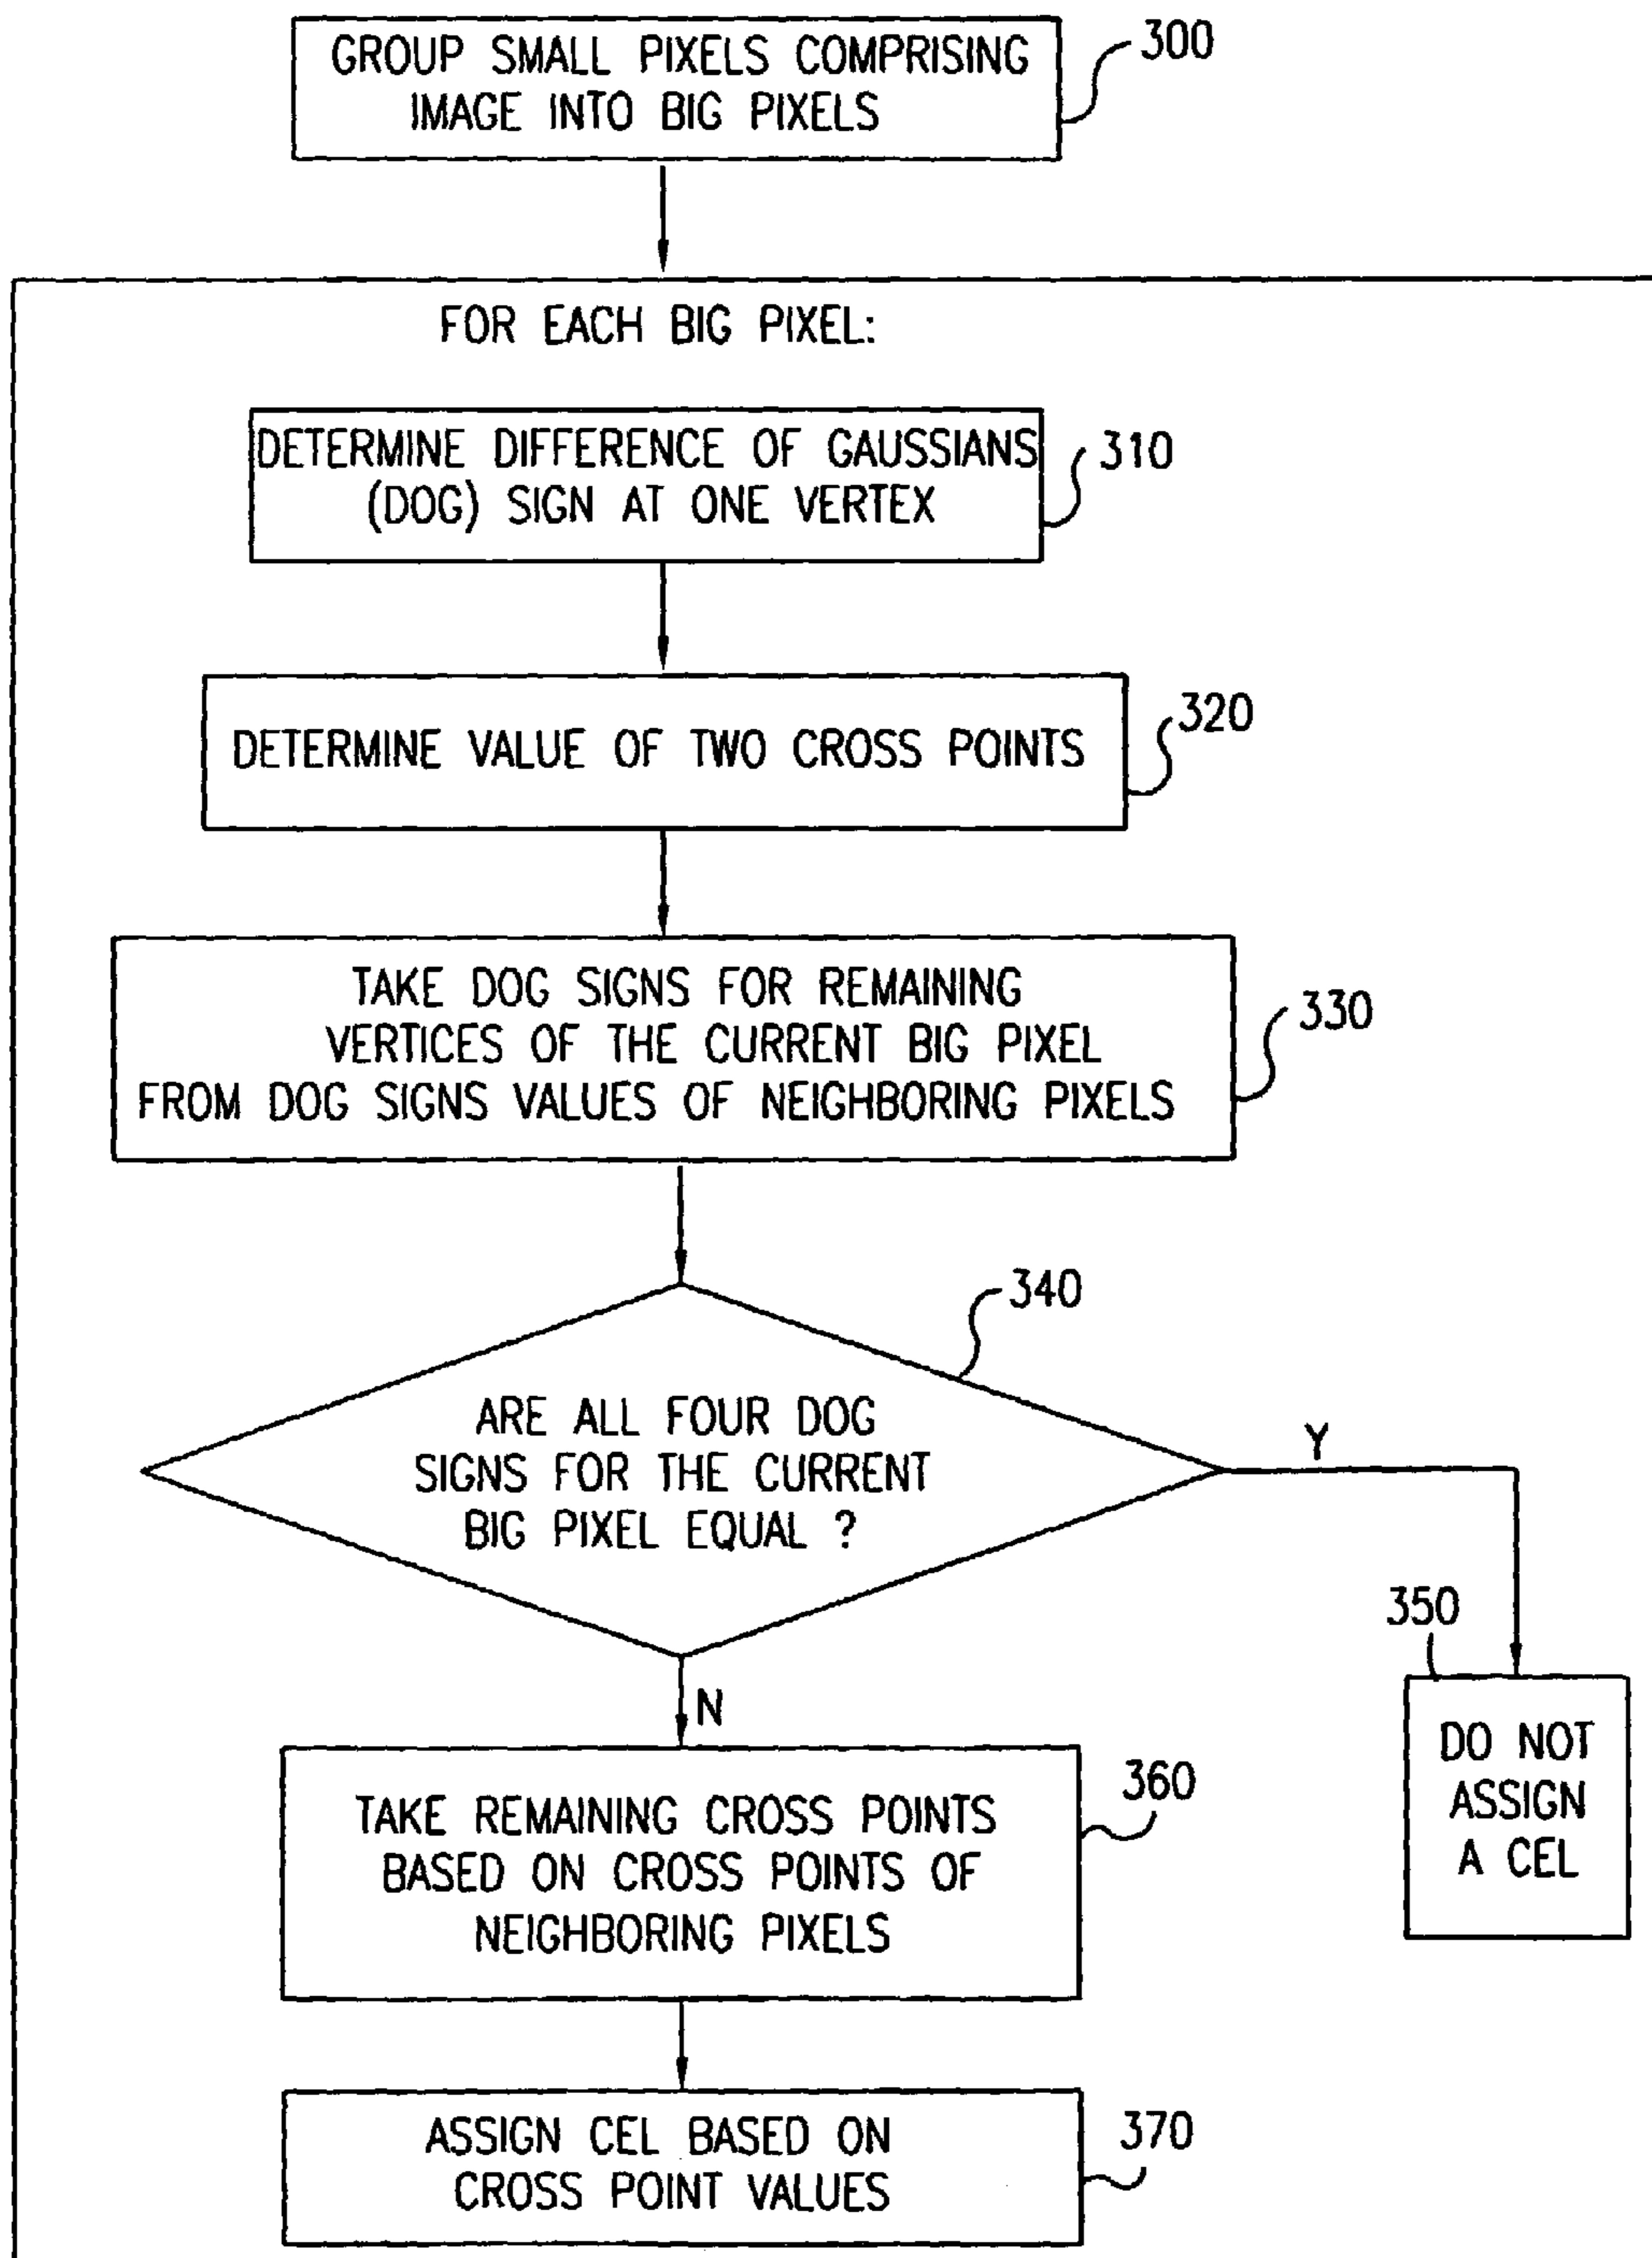 GROUP SMALL PIXELS COMPRISING
IMAGE INTO BIG PIXELS
300
FOR EACH BIG PIXEL:
DETERMINE DIFFERENCE OF GAUSSIANS
(DOG) SIGN AT ONE VERTEX
310
DETERMINE VALUE OF TWO CROSS POINTS
320
TAKE DOG SIGNS FOR REMAINING
VERTICES OF THE CURRENT BIG PIXEL
FROM DOG SIGNS VALUES OF NEIGHBORING PIXELS
330
340
ARE ALL FOUR DOG
SIGNS FOR THE CURRENT
BIG PIXEL EQUAL ?
Y
350
DO NOT
ASSIGN
A CEL
N
TAKE REMAINING CROSS POINTS
BASED ON CROSS POINTS OF
NEIGHBORING PIXELS
360
ASSIGN CEL BASED ON
CROSS POINT VALUES
370